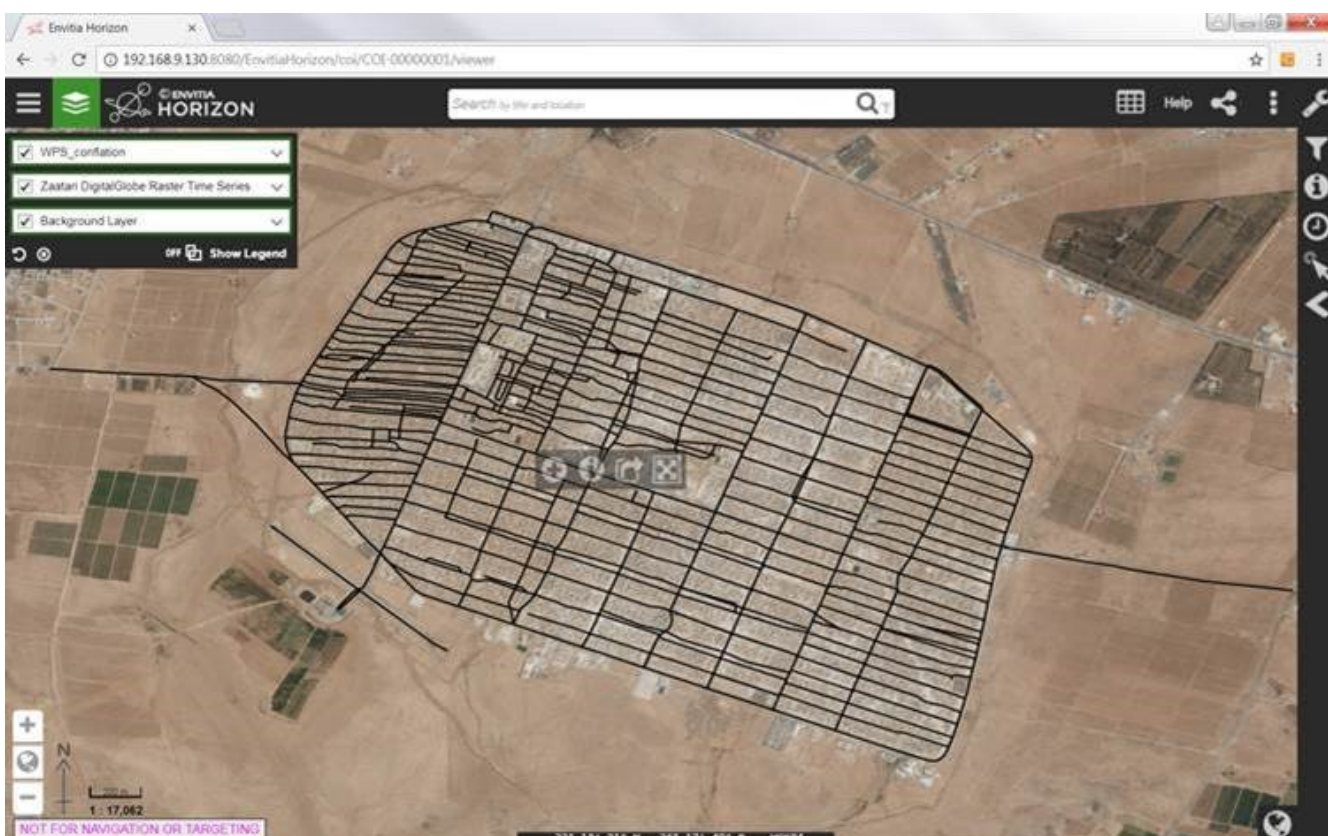 Envitia Horizon
192.168.9.130:8080/EnvitiaHorizon/coi/COI-00000001/viewer
© ENVITIA
HORIZON
Search by title and location
Help
WPS_conflation
Zaatari DigitalGlobe Raster Time Series
Background Layer
OFF Show Legend
N
200 m
1 : 17,062
NOT FOR NAVIGATION OR TARGETING